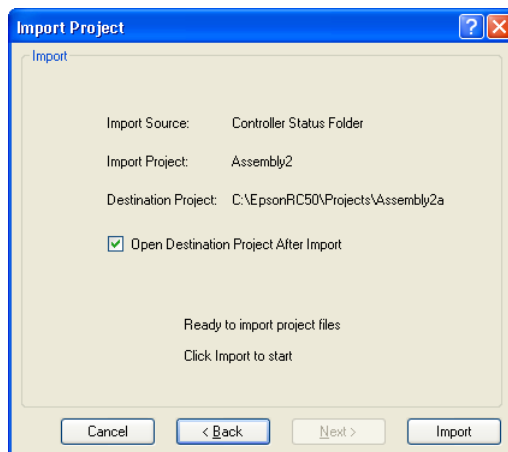 Import Project
Import
Import Source: Controller Status Folder
Import Project: Assembly2
Destination Project: C:\EpsonRC50\Projects\Assembly2a
Open Destination Project After Import
Ready to import project files
Click Import to start
Cancel < Back Next > Import